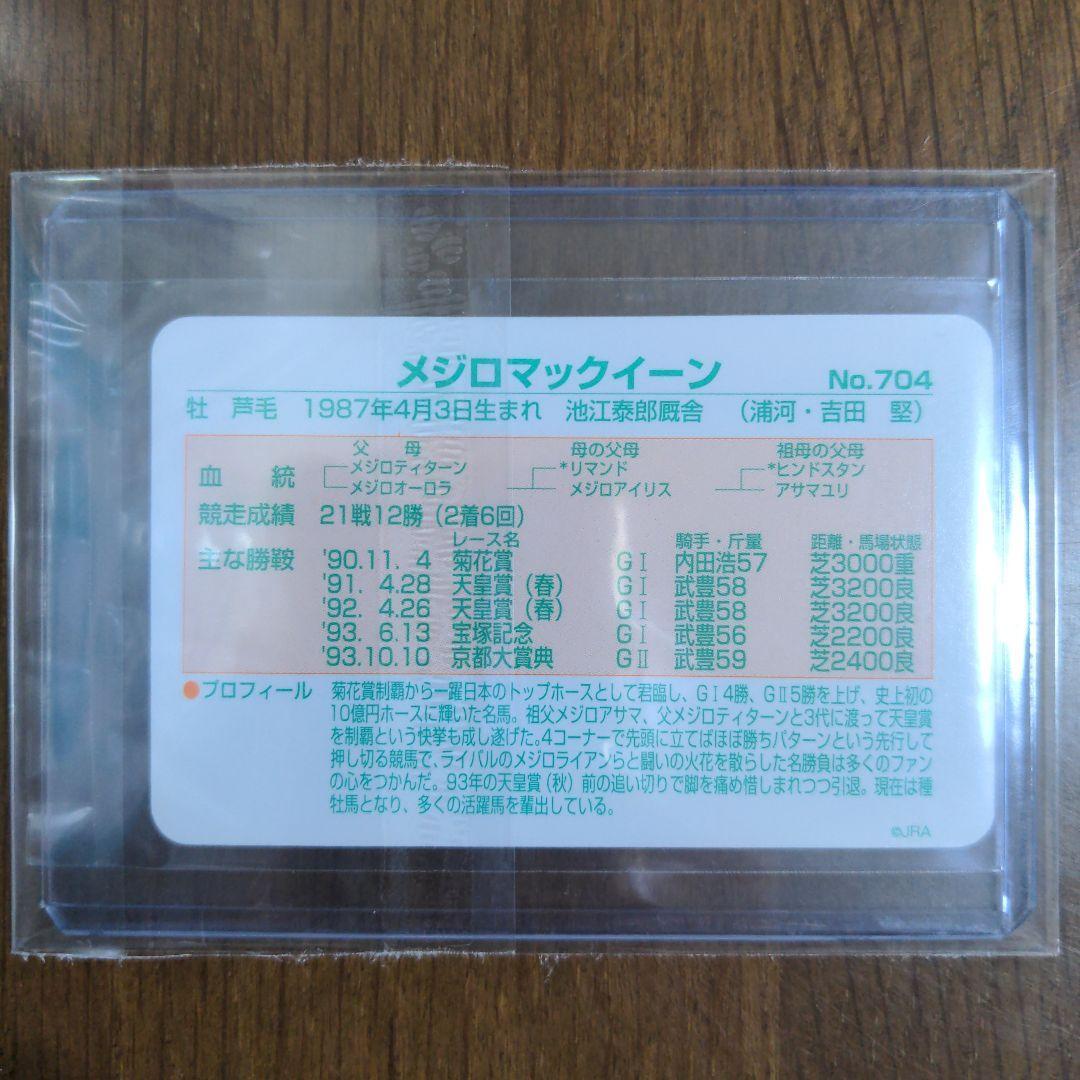 メジロマックイーン No.704
牡 芦毛 1987年4月3日生まれ 池江泰郎厩舎 (浦河・吉田 堅)
父 母 母の父母 祖母の父母
血 統 メジロティターン *リマンド *ヒンドスタン
メジロオーロラ メジロアイリス アサマユリ
競走成績 21戦12勝(2着6回)
レース名 騎手・斤量 距離・馬場状態
主な勝鞍 '90.11. 4 菊花賞 GⅠ 内田浩57 芝3000重
'91. 4.28 天皇賞(春) GⅠ 武豊58 芝3200良
'92. 4.26 天皇賞(春) GⅠ 武豊58 芝3200良
'93. 6.13 宝塚記念 GⅠ 武豊56 芝2200良
'93.10.10 京都大賞典 GⅡ 武豊59 芝2400良
●プロフィール 菊花賞制覇から一躍日本のトップホースとして君臨し、GⅠ4勝、GⅡ5勝を上げ、史上初の
10億円ホースに輝いた名馬。祖父メジロアサマ、父メジロティターンと3代に渡って天皇賞
を制覇という快挙も成し遂げた。4コーナーで先頭に立てばほぼ勝ちパターンという先行して
押し切る競馬で、ライバルのメジロライアンらと闘いの火花を散らした名勝負は多くのファン
の心をつかんだ。93年の天皇賞(秋)前の追い切りで脚を痛め惜しまれつつ引退。現在は種
牡馬となり、多くの活躍馬を輩出している。
©JRA